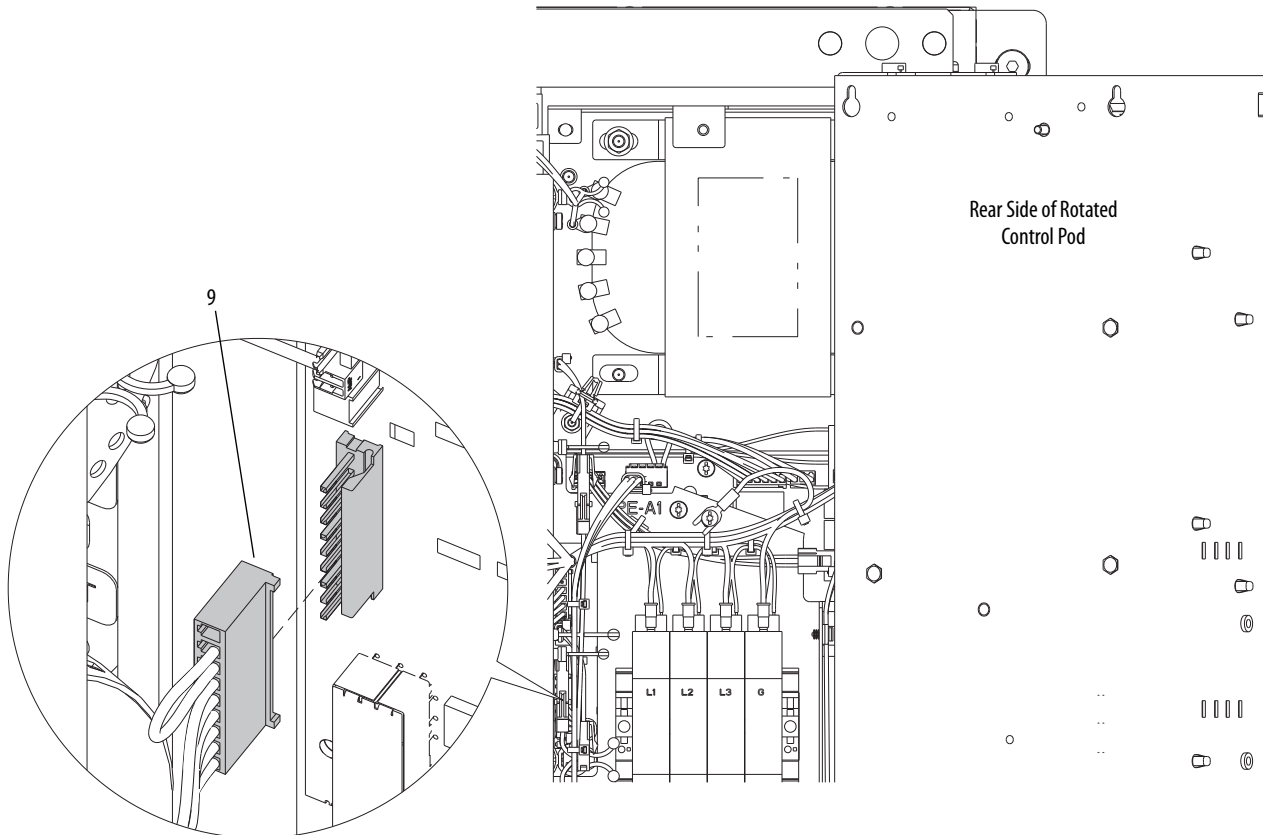 Rear Side of Rotated
Control Pod
9
PE-A1
L1 L2 L3 G